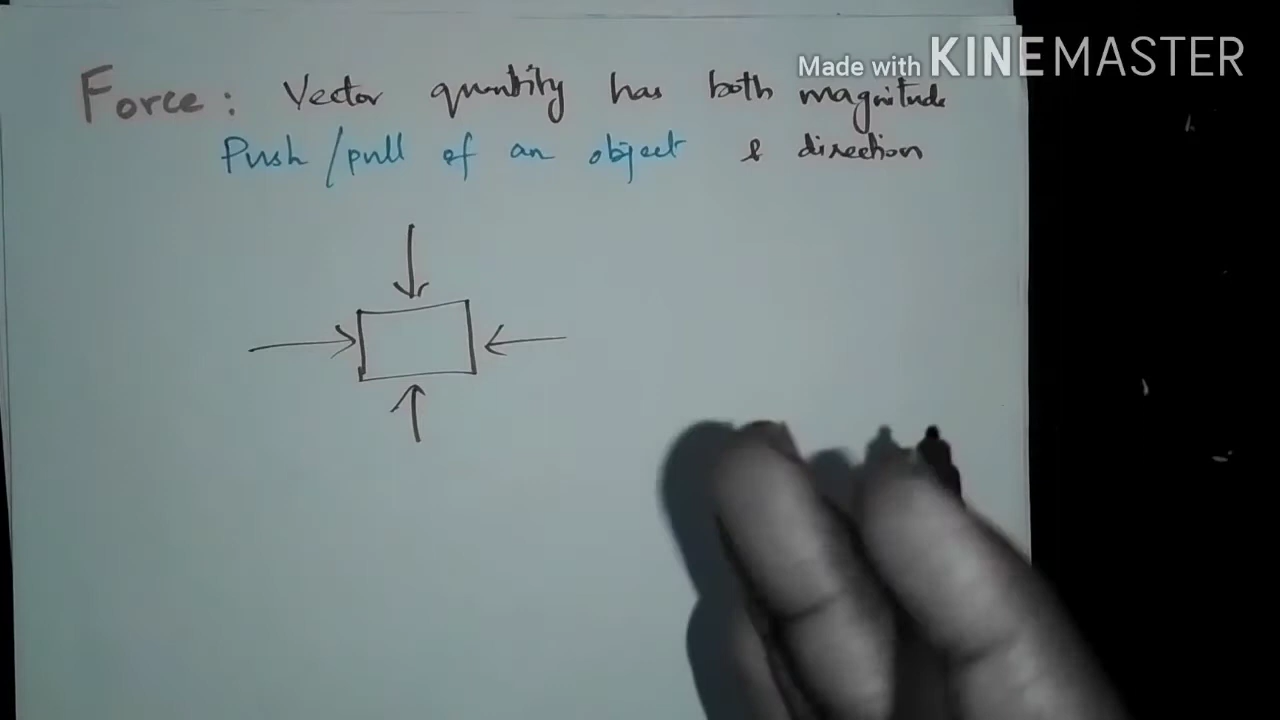 Made with KINEMASTER
Force: Vector quantity has both magnitude
Push/pull of an object & direction